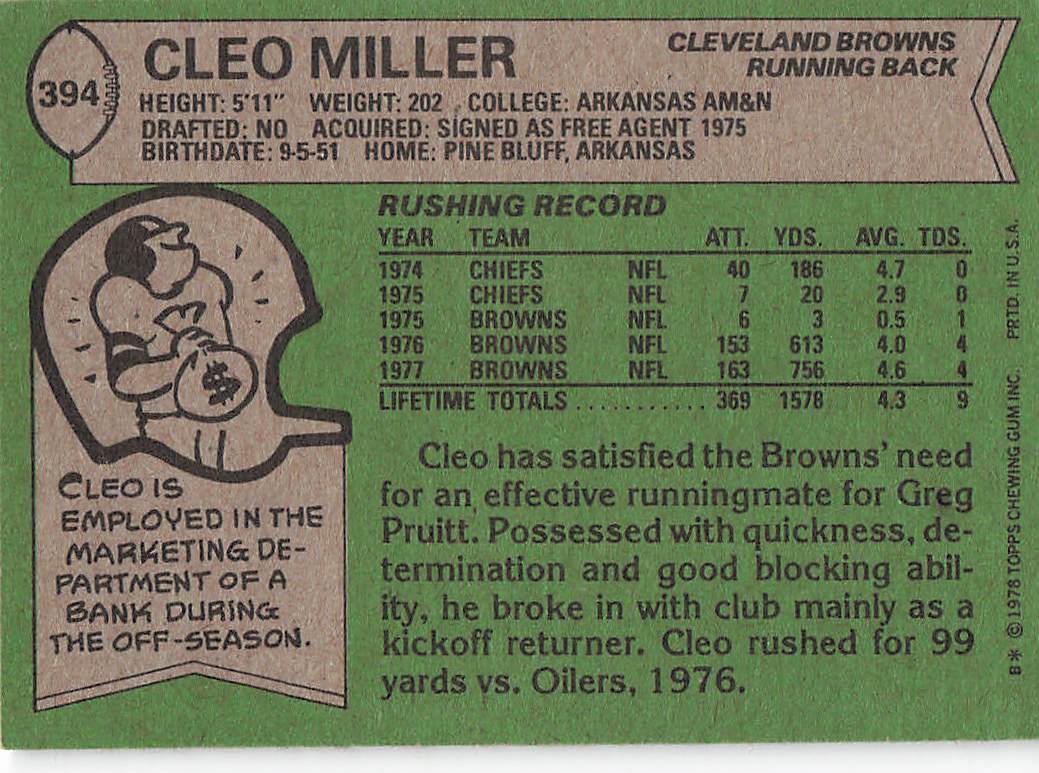 394
CLEO MILLER
CLEVELAND BROWNS
RUNNING BACK
HEIGHT: 5'11" WEIGHT: 202 COLLEGE: ARKANSAS AM&N
DRAFTED: NO ACQUIRED: SIGNED AS FREE AGENT 1975
BIRTHDATE: 9-5-51 HOME: PINE BLUFF, ARKANSAS
RUSHING RECORD
YEAR TEAM ATT. YDS. AVG. TDS.
1974 CHIEFS NFL 40 186 4.7 0
1975 CHIEFS NFL 7 20 2.9 0
1975 BROWNS NFL 6 3 0.5 1
1976 BROWNS NFL 153 613 4.0 4
1977 BROWNS NFL 163 756 4.6 4
LIFETIME TOTALS ........... 369 1578 4.3 9
$
CLEO IS
EMPLOYED IN THE
MARKETING DE-
PARTMENT OF A
BANK DURING
THE OFF-SEASON.
Cleo has satisfied the Browns' need
for an effective runningmate for Greg
Pruitt. Possessed with quickness, de-
termination and good blocking abil-
ity, he broke in with club mainly as a
kickoff returner. Cleo rushed for 99
yards vs. Oilers, 1976.
B* © 1978 TOPPS CHEWING GUM INC. PRTD. IN U.S.A.